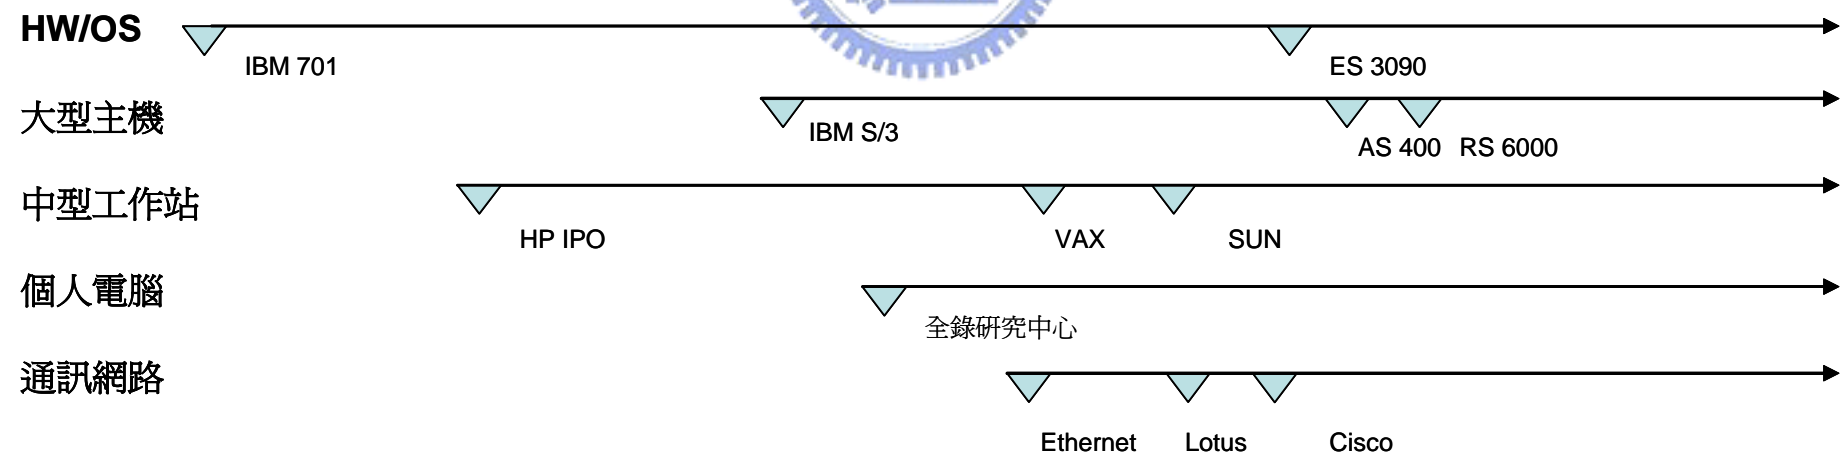 HW/OS
IBM 701
ES 3090
大型主機
IBM S/3
AS 400
RS 6000
中型工作站
HP IPO
VAX
SUN
個人電腦
全錄研究中心
通訊網路
Ethernet
Lotus
Cisco